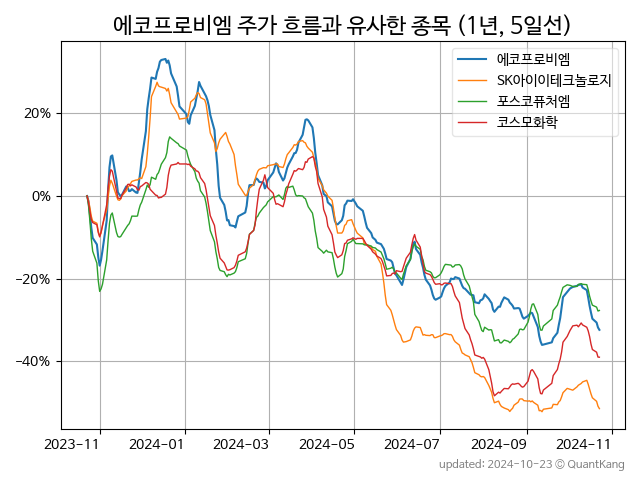 에코프로비엠 주가 흐름과 유사한 종목 (1년, 5일선)
에코프로비엠
SK아이이테크놀로지
포스코퓨처엠
코스모화학
20%
0%
−20%
−40%
2023-11 2024-01 2024-03 2024-05 2024-07 2024-09 2024-11
updated: 2024-10-23 © QuantKang